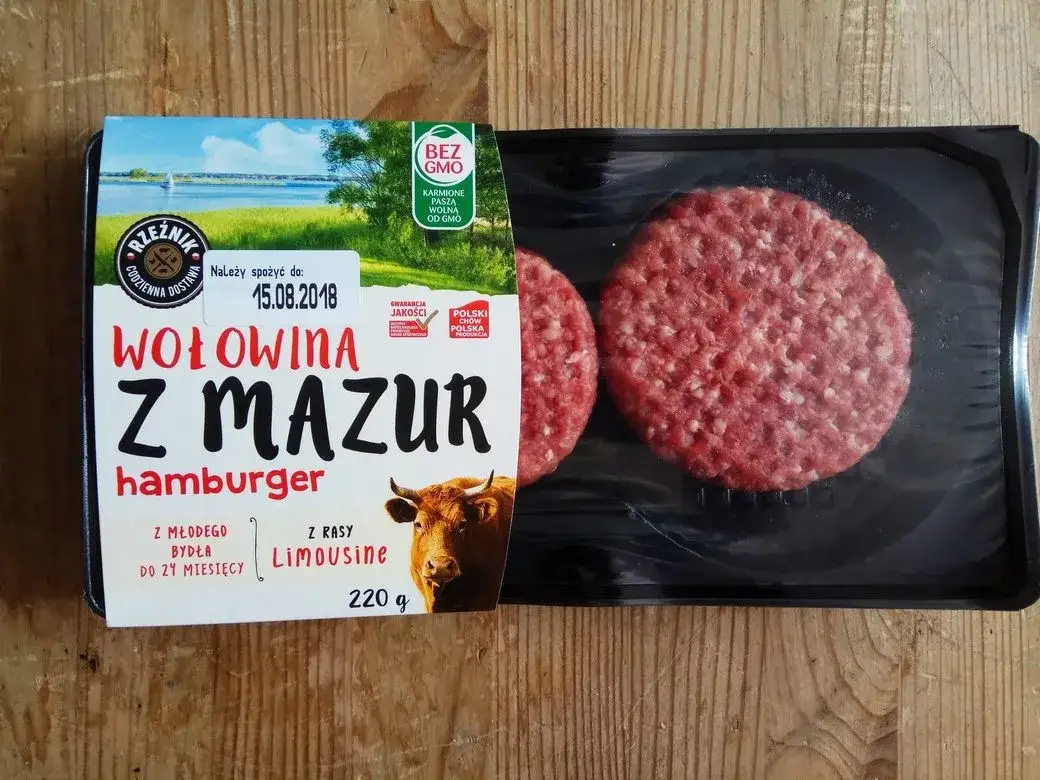 BEZ
GMO
KARMIONE
PASZĄ
WOLNĄ
OD GMO
RZEŹNIK
CODZIENNA DOSTAWA
Należy spożyć do:
15.08.2018
GWARANCJA
JAKOŚCI
POLSKI
CHÓW
POLSKA
PRODUKCJA
WOŁOWINA
Z MAZUR
hamburger
Z MŁODEGO
BYDŁA
DO 24 MIESIĘCY
Z RASY
LIMOUSINE
220 g